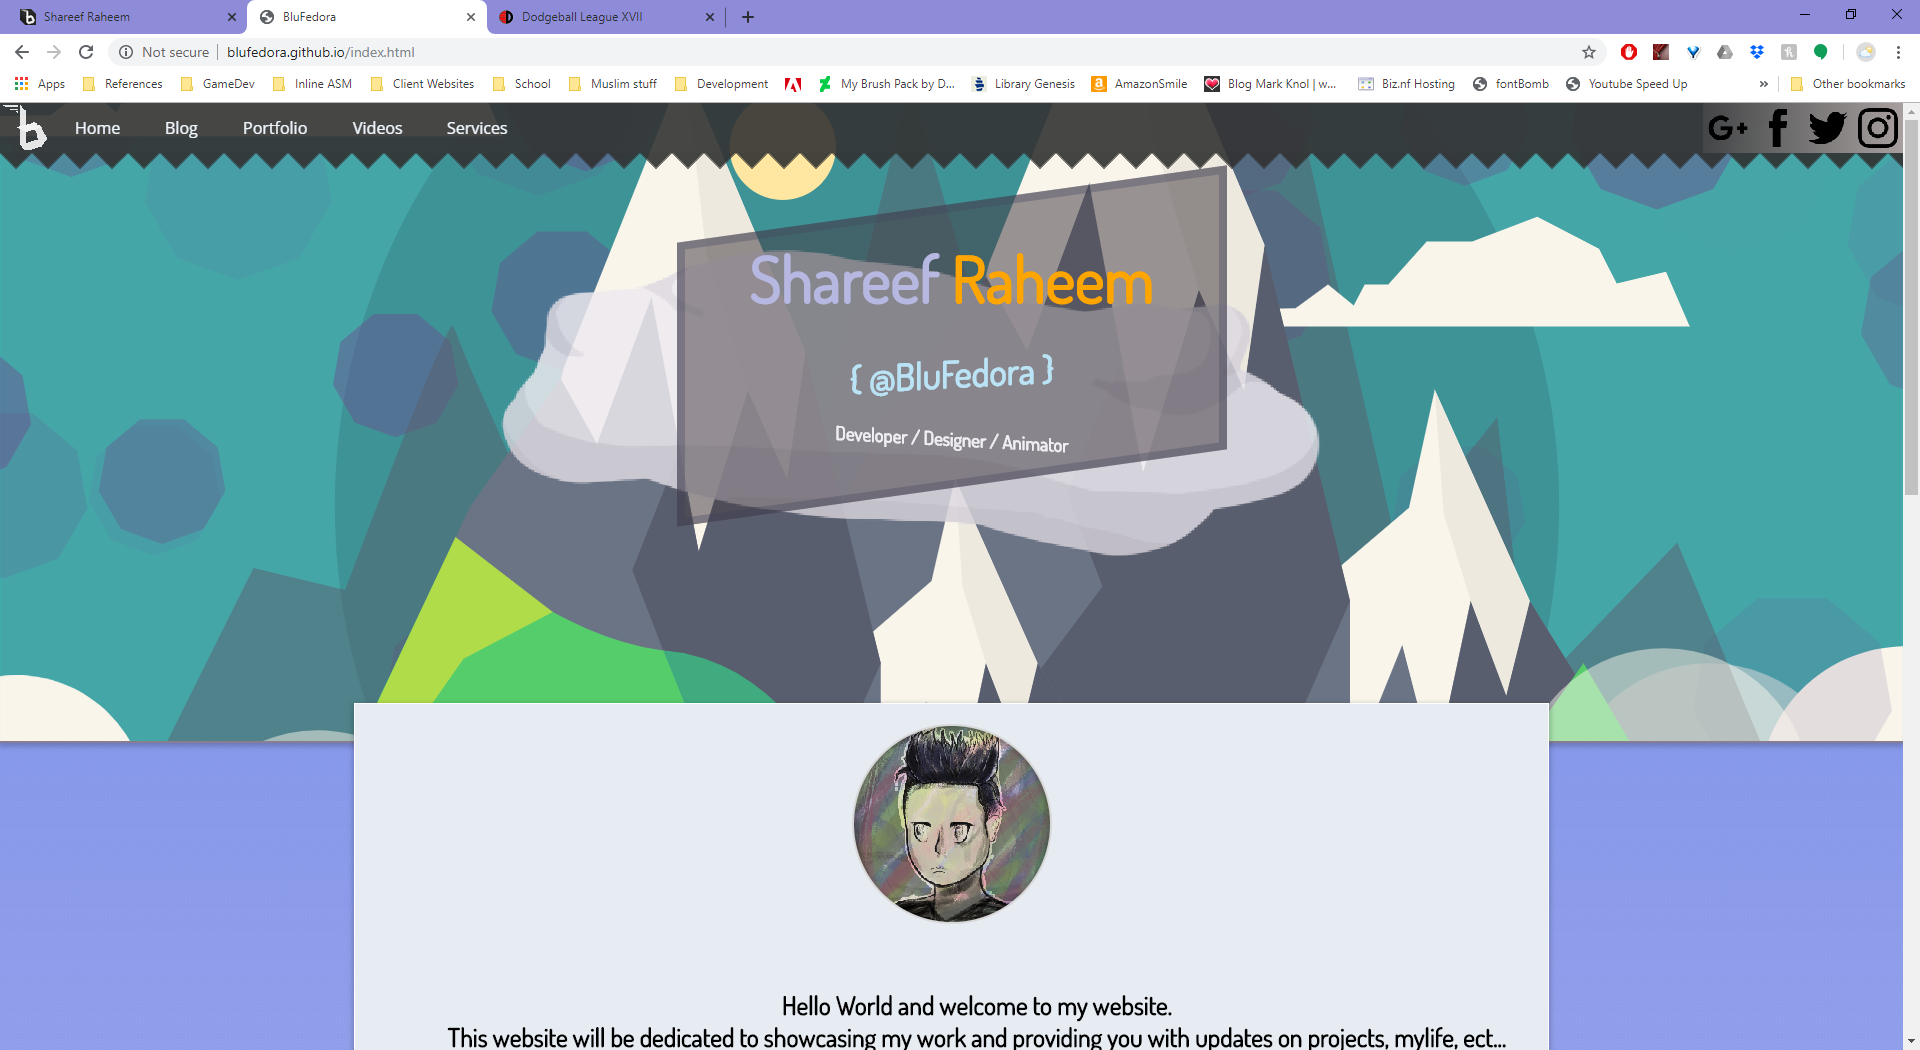 Shareef Raheem
BluFedora
Dodgeball League XVII
Not secure
blufedora.github.io/index.html
Apps
References
GameDev
Inline ASM
Client Websites
School
Muslim stuff
Development
My Brush Pack by D...
Library Genesis
AmazonSmile
Blog Mark Knol | w...
Biz.nf Hosting
fontBomb
Youtube Speed Up
»
Other bookmarks
b
Home
Blog
Portfolio
Videos
Services
G+
Shareef Raheem
{ @BluFedora }
Developer / Designer / Animator
Hello World and welcome to my website.
This website will be dedicated to showcasing my work and providing you with updates on projects, mylife, ect...